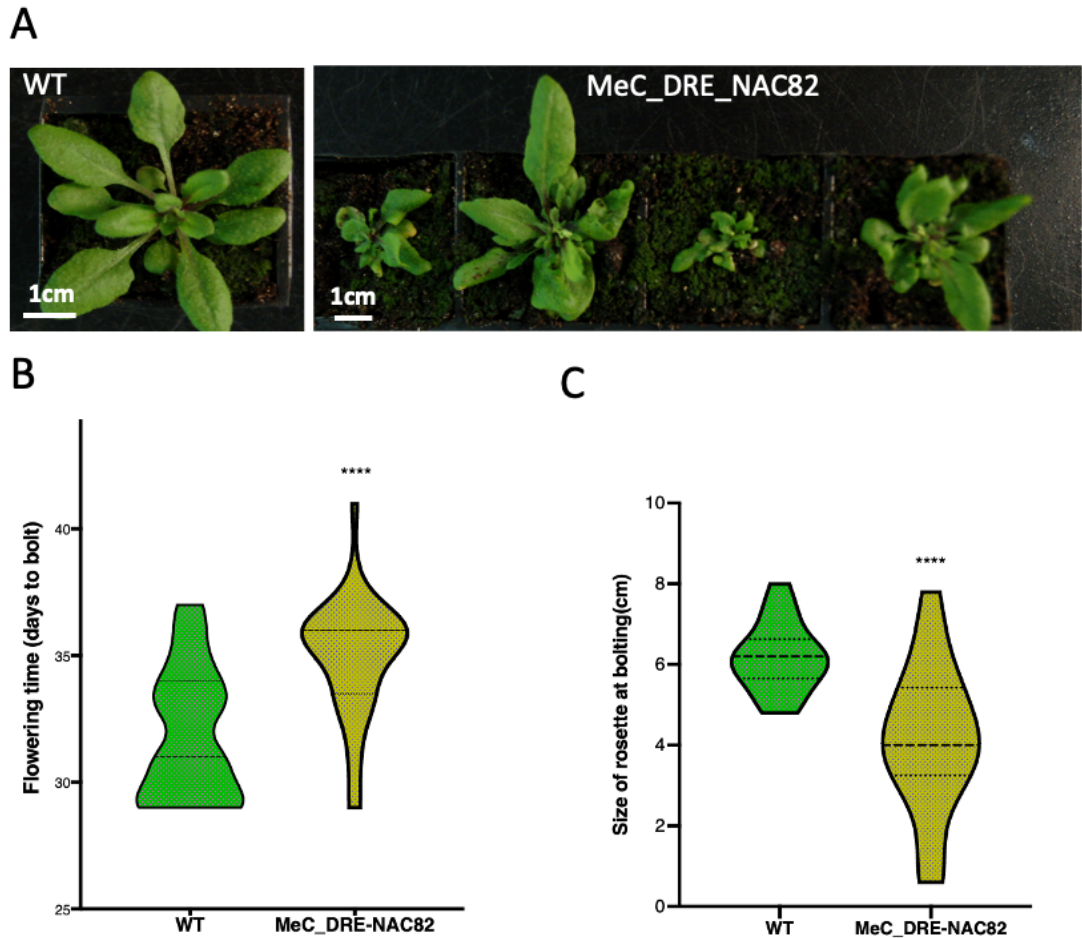 A
WT
MeC_DRE_NAC82
1cm
1cm
B
C
Flowering time (days to bolt)
40
35
30
25
****
WT
MeC_DRE-NAC82
Size of rosette at bolting(cm)
10
8
6
4
2
0
****
WT
MeC_DRE-NAC82